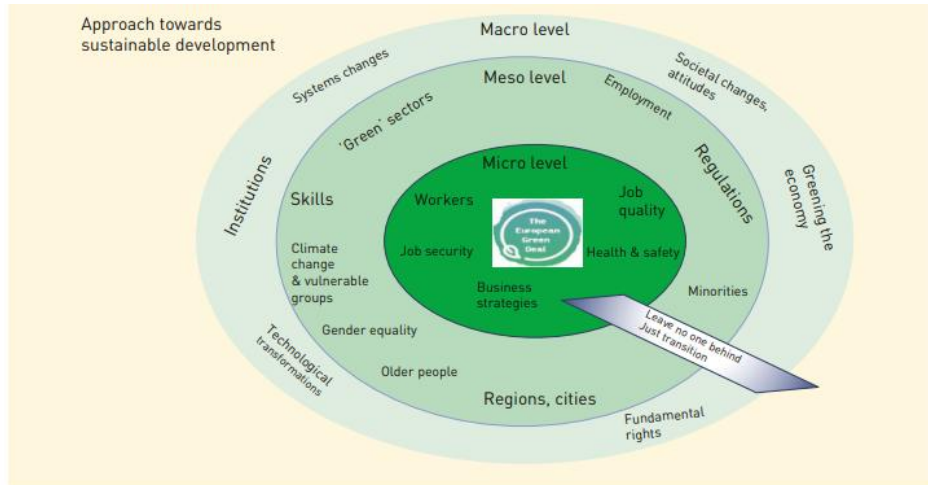 Approach towards
sustainable development
Macro level
Systems changes
Societal changes,
attitudes
Meso level
'Green' sectors
Employment
Micro level
Institutions
Skills
Workers
Job
quality
Regulations
Greening the
economy
The
European
Green
Deal
Climate
change
& vulnerable
groups
Job security
Health & safety
Business
strategies
Minorities
Leave no one behind
Just transition
Gender equality
Technological
transformations
Older people
Regions, cities
Fundamental
rights